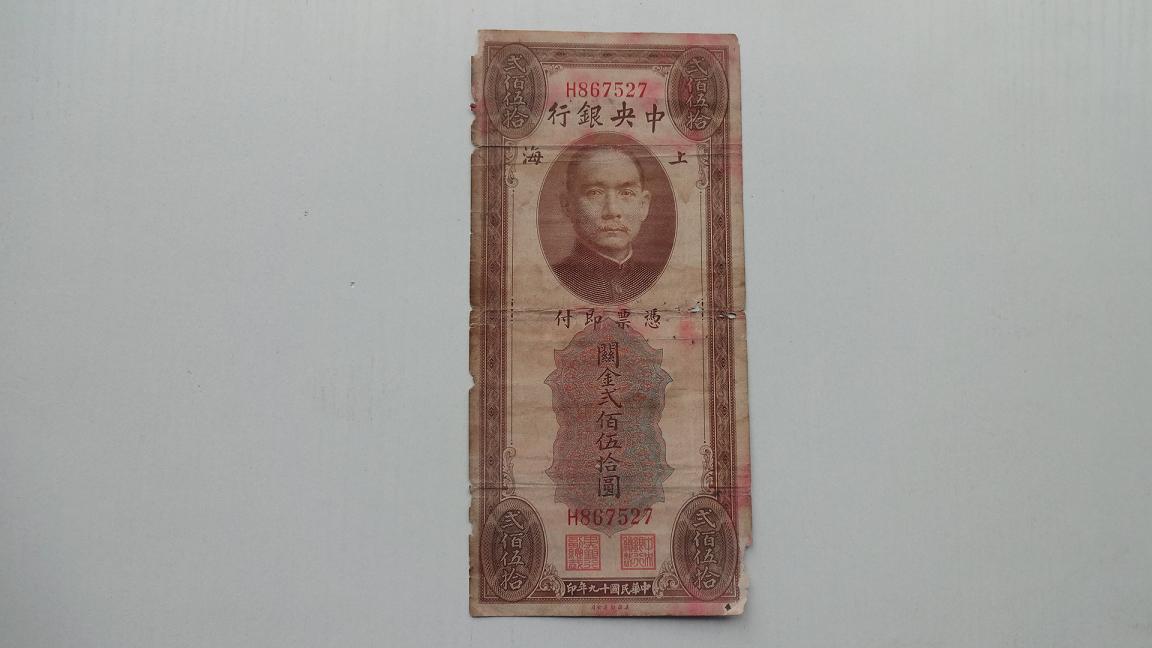 貳佰伍拾
貳佰伍拾
H867527
中央銀行
上海
憑票即付
關金貳佰伍拾圓
H867527
貳佰伍拾
貳佰伍拾
中華民國十九年印